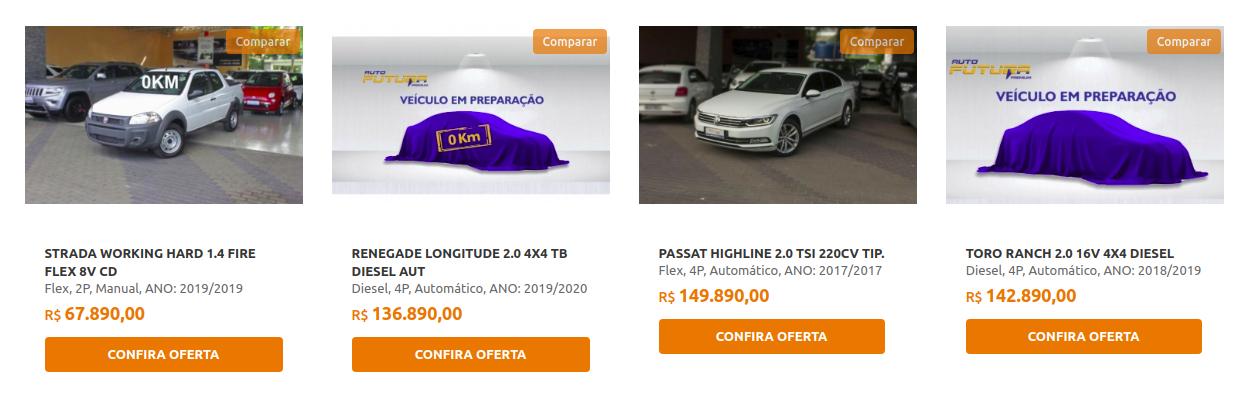 Comparar
0KM
STRADA WORKING HARD 1.4 FIRE
FLEX 8V CD
Flex, 2P, Manual, ANO: 2019/2019
R$ 67.890,00
CONFIRA OFERTA
Comparar
AUTO
FUTURA
PREMIUM
VEÍCULO EM PREPARAÇÃO
0 Km
RENEGADE LONGITUDE 2.0 4X4 TB
DIESEL AUT
Diesel, 4P, Automático, ANO: 2019/2020
R$ 136.890,00
CONFIRA OFERTA
Comparar
PASSAT HIGHLINE 2.0 TSI 220CV TIP.
Flex, 4P, Automático, ANO: 2017/2017
R$ 149.890,00
CONFIRA OFERTA
Comparar
AUTO
FUTURA
PREMIUM
VEÍCULO EM PREPARAÇÃO
TORO RANCH 2.0 16V 4X4 DIESEL
Diesel, 4P, Automático, ANO: 2018/2019
R$ 142.890,00
CONFIRA OFERTA